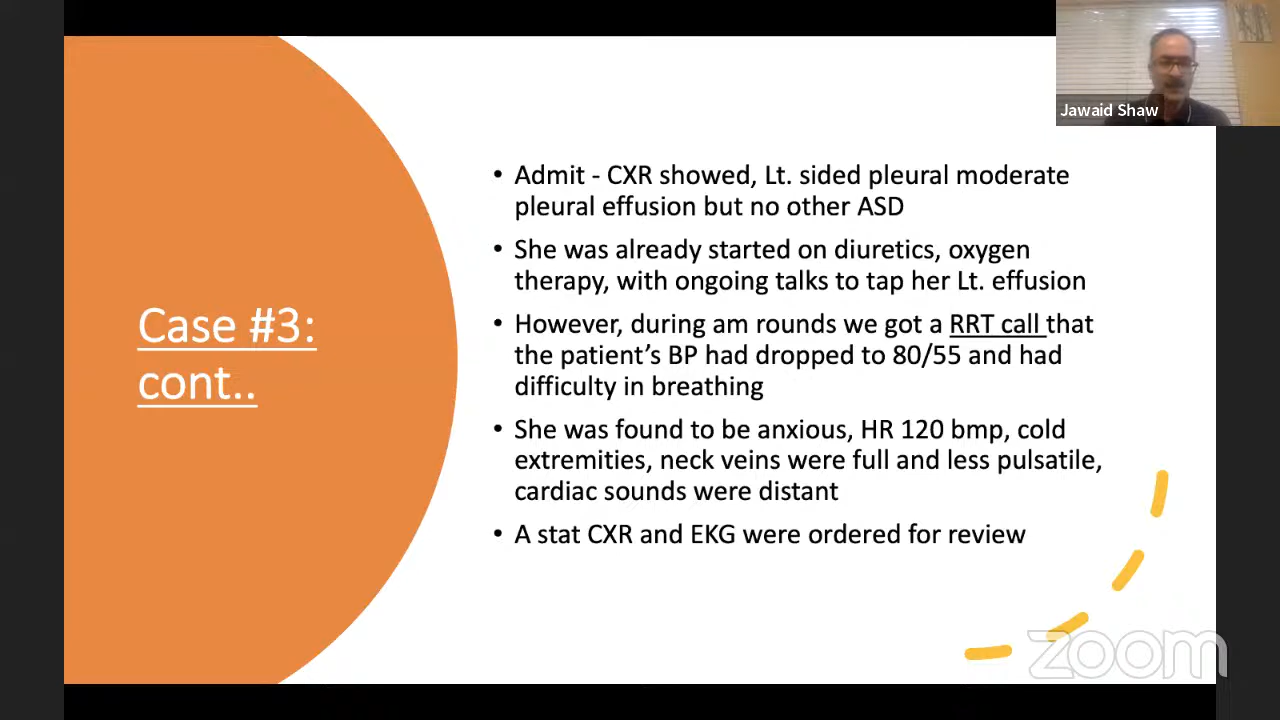 Jawaid Shaw
Case #3:
cont..
• Admit - CXR showed, Lt. sided pleural moderate
pleural effusion but no other ASD
• She was already started on diuretics, oxygen
therapy, with ongoing talks to tap her Lt. effusion
• However, during am rounds we got a RRT call that
the patient's BP had dropped to 80/55 and had
difficulty in breathing
• She was found to be anxious, HR 120 bmp, cold
extremities, neck veins were full and less pulsatile,
cardiac sounds were distant
• A stat CXR and EKG were ordered for review
zoom